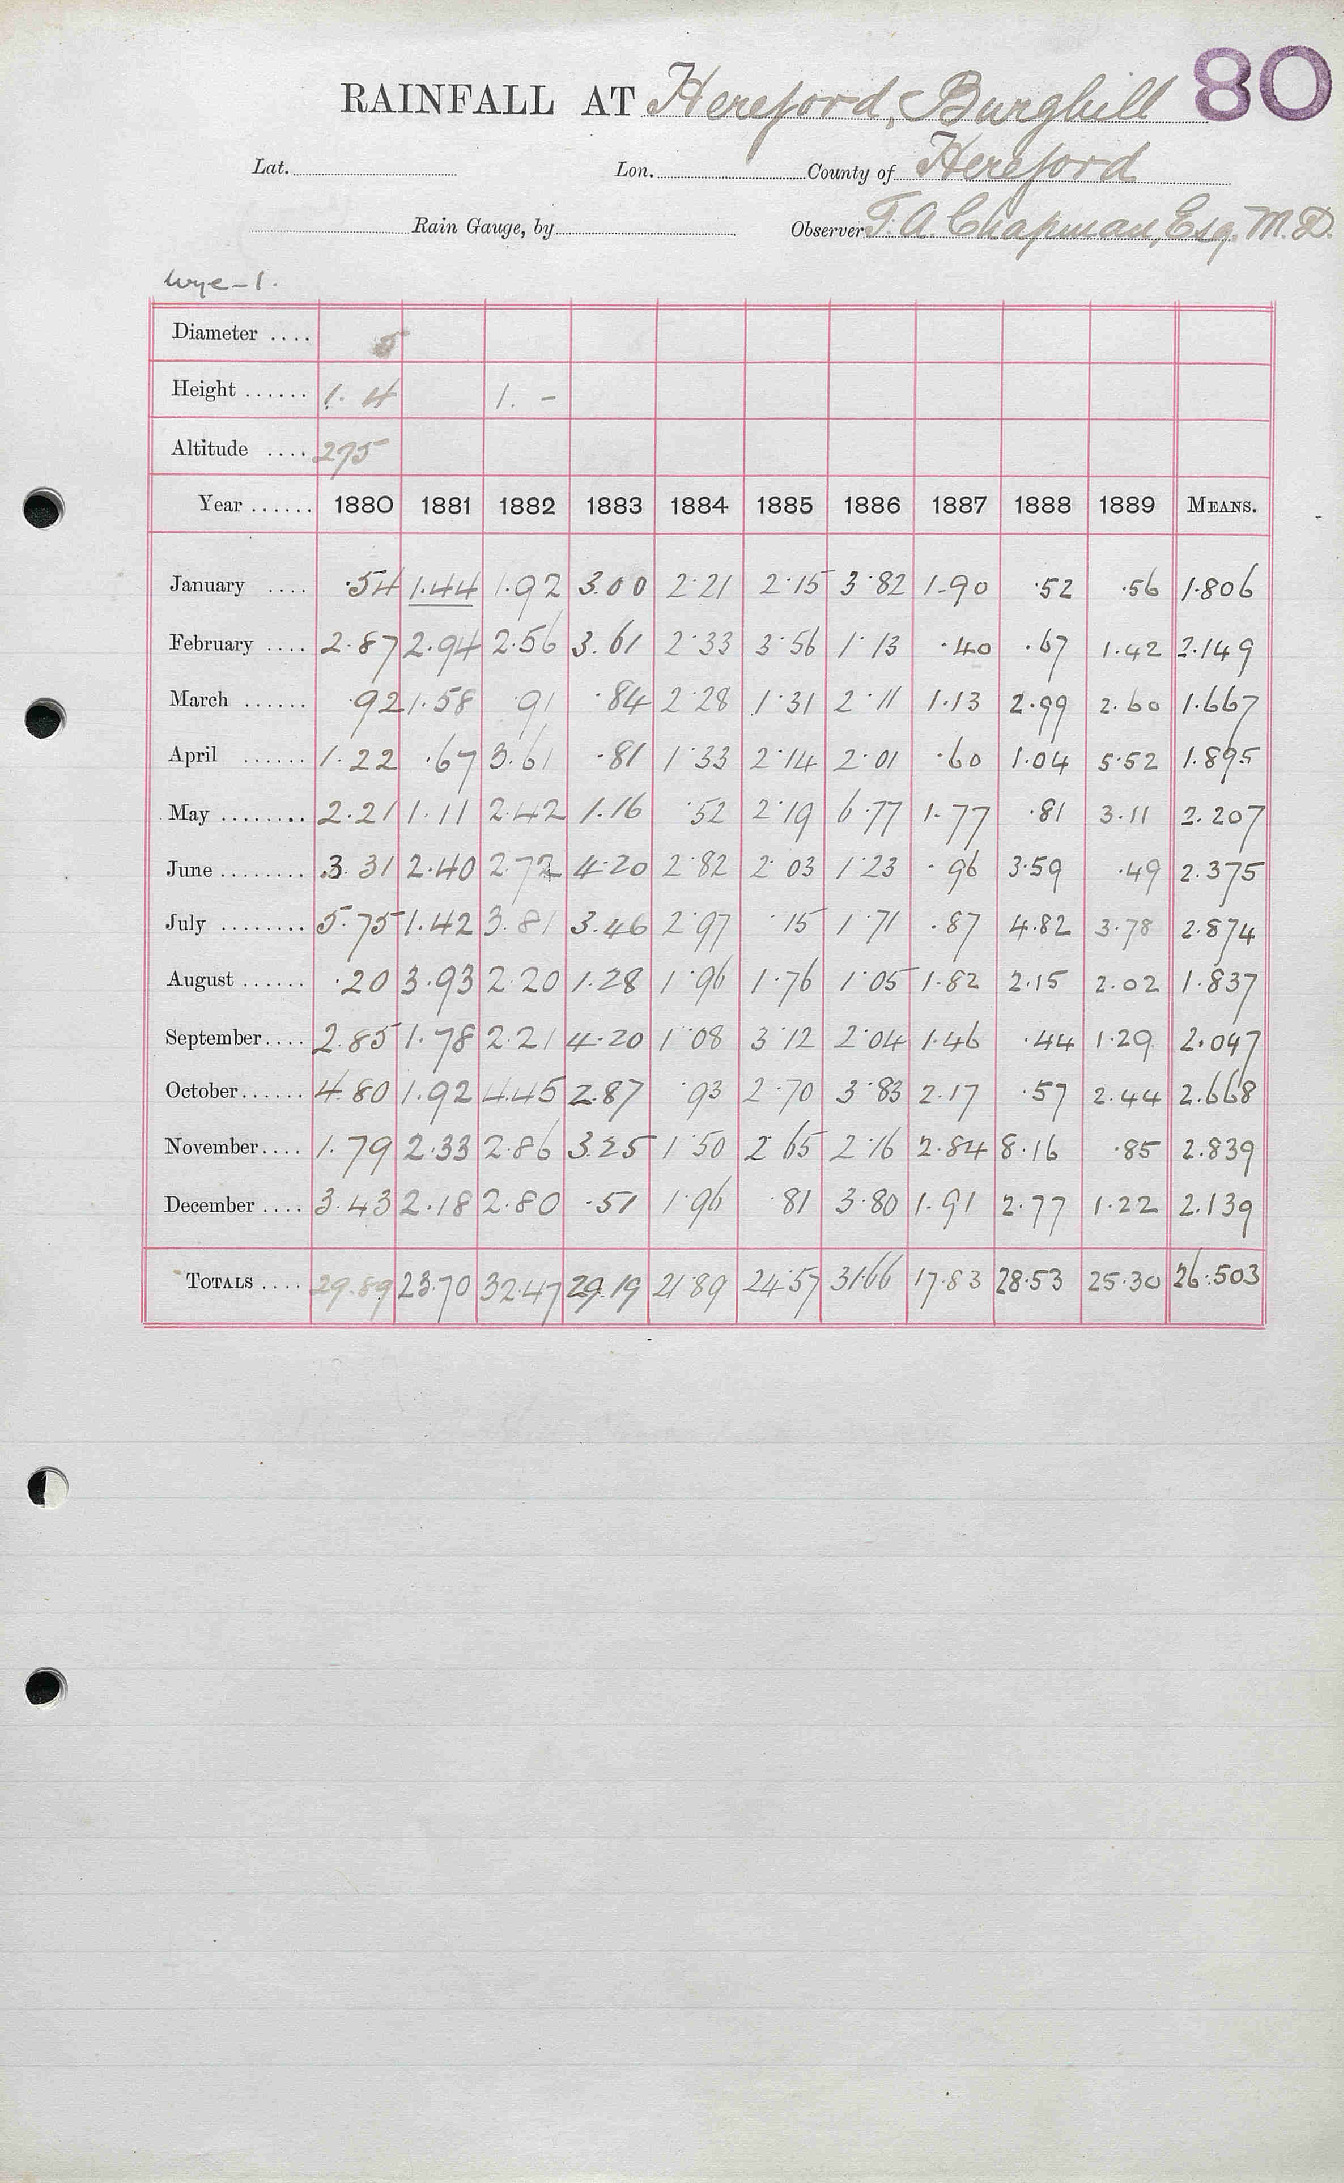 RAINFALL AT Hereford, Burghill 80
Lat. Lon. County of Hereford
Rain Gauge, by Observer T. A. Chapman, Esq. M.D.
Wye-1.
Diameter .... 5
Height ...... 1. 4 1. -
Altitude .... 275
Year ...... 1880 1881 1882 1883 1884 1885 1886 1887 1888 1889 MEANS.
January .... ·54 1.44 1.92 3.00 2·21 2·15 3·82 1.90 ·52 ·56 1.806
February .... 2.87 2.94 2.56 3.61 2·33 3·56 1·13 ·40 ·67 1.42 2.149
March ...... ·92 1.58 91 ·84 2·28 1·31 2·11 1.13 2.99 2.60 1.667
April ...... 1.22 ·67 3.61 ·81 1·33 2·14 2·01 ·60 1.04 5.52 1.895
May ........ 2.21 1.11 2.42 1.16 ·52 2·19 6·77 1.77 ·81 3.11 2.207
June ........ 3.31 2.40 2.72 4.20 2·82 2·03 1·23 ·96 3.59 ·49 2.375
July ........ 5.75 1.42 3.81 3.46 2·97 ·15 1·71 .87 4.82 3.78 2.874
August ...... ·20 3.93 2.20 1.28 1·96 1·76 1·05 1.82 2.15 2.02 1.837
September.... 2.85 1.78 2.21 4.20 1·08 3·12 2·04 1.46 ·44 1.29 2.047
October...... 4.80 1.92 4.45 2.87 ·93 2·70 3·83 2.17 ·57 2.44 2.668
November.... 1.79 2.33 2.86 3.25 1·50 2·65 2·16 2.84 8.16 ·85 2.839
December .... 3.43 2.18 2.80 ·51 1·96 ·81 3·80 1.91 2.77 1.22 2.139
TOTALS .... 29.89 23.70 32.47 29.19 21·89 24·57 31·66 17.83 28.53 25.30 26.503